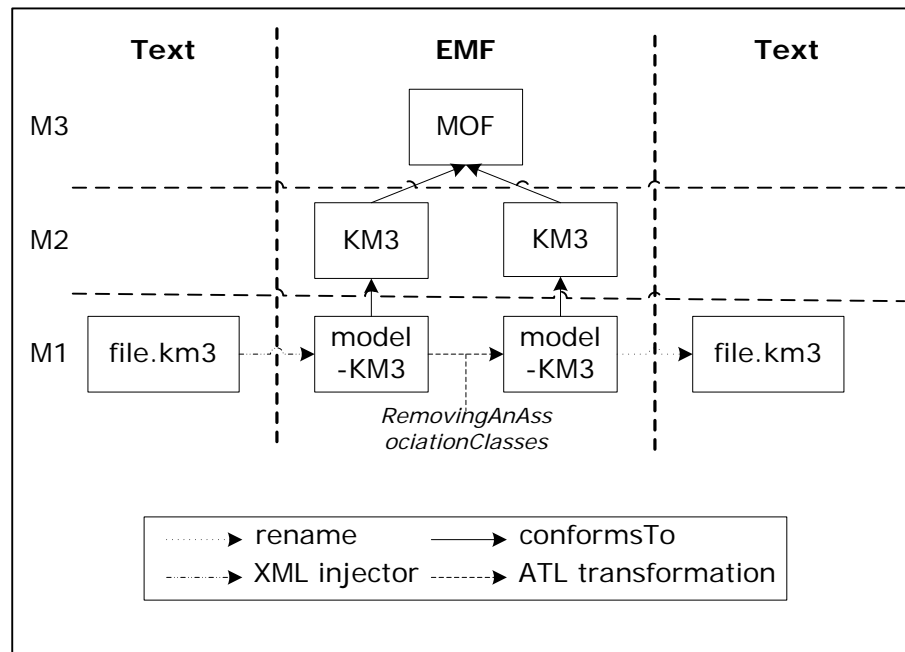 Text EMF Text
M3
MOF
M2
KM3 KM3
M1
file.km3
model
-KM3
model
-KM3
file.km3
RemovingAnAss
ociationClasses
rename conformsTo
XML injector ATL transformation